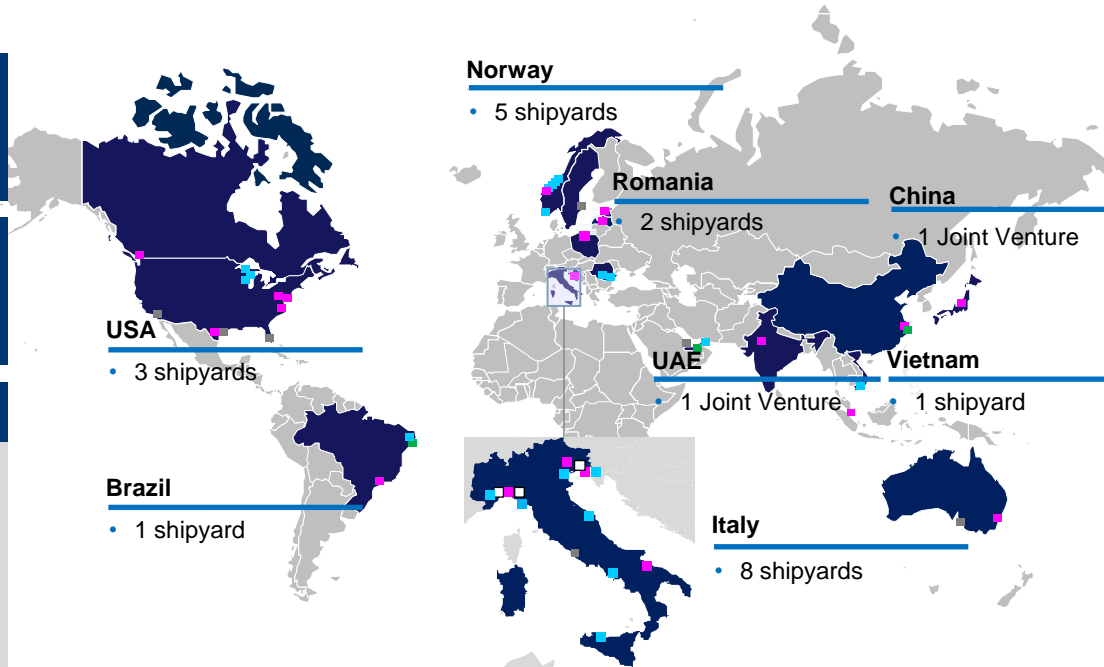 Norway
• 5 shipyards
Romania
• 2 shipyards
China
• 1 Joint Venture
USA
• 3 shipyards
UAE
• 1 Joint Venture
Vietnam
• 1 shipyard
Brazil
• 1 shipyard
Italy
• 8 shipyards